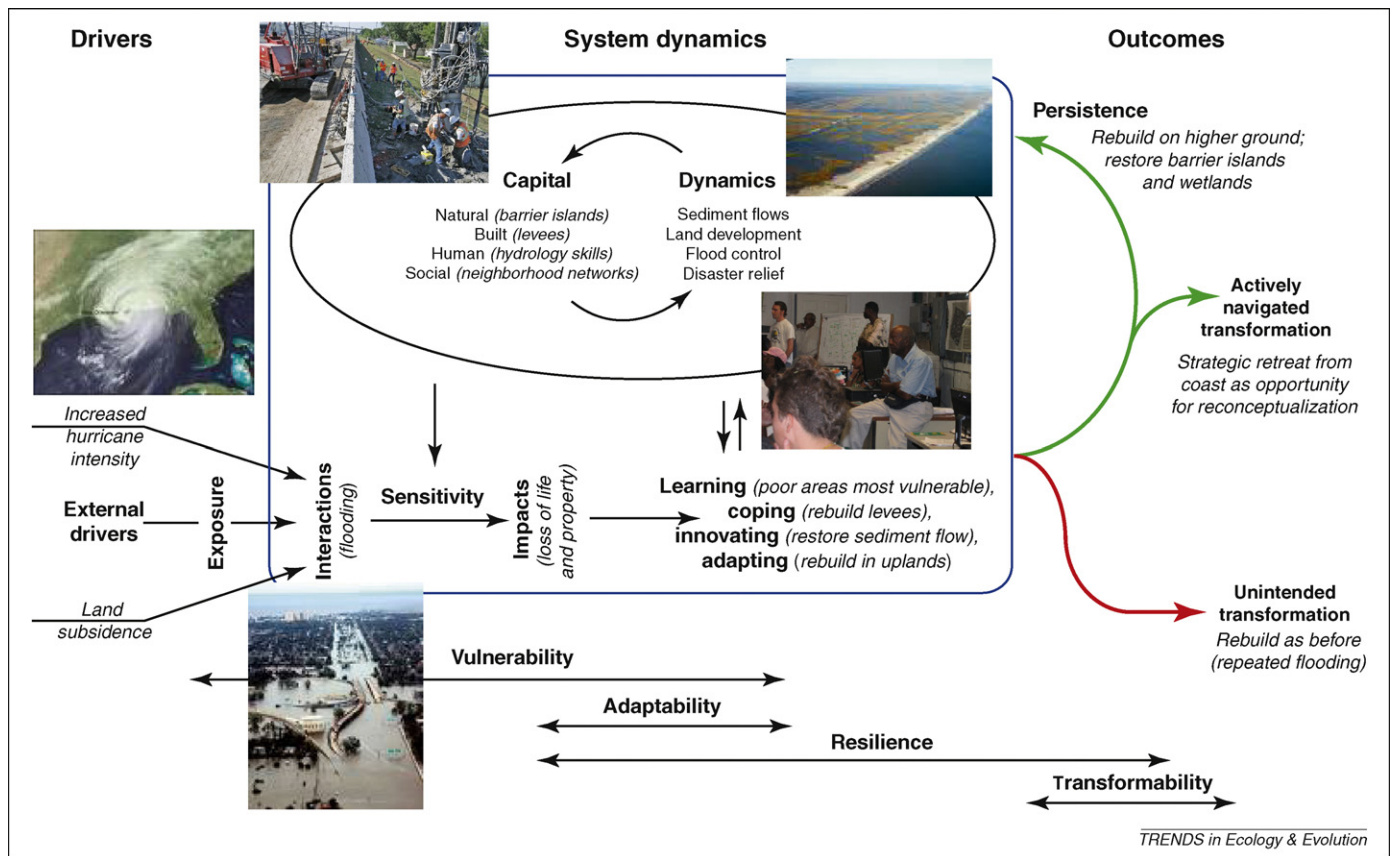 Drivers
System dynamics
Outcomes
Capital
Natural (barrier islands)
Built (levees)
Human (hydrology skills)
Social (neighborhood networks)
Dynamics
Sediment flows
Land development
Flood control
Disaster relief
Increased
hurricane
intensity
External
drivers
Land
subsidence
Exposure
Interactions
(flooding)
Sensitivity
Impacts
(loss of life
and property)
Learning (poor areas most vulnerable),
coping (rebuild levees),
innovating (restore sediment flow),
adapting (rebuild in uplands)
Persistence
Rebuild on higher ground;
restore barrier islands
and wetlands
Actively
navigated
transformation
Strategic retreat from
coast as opportunity
for reconceptualization
Unintended
transformation
Rebuild as before
(repeated flooding)
Vulnerability
Adaptability
Resilience
Transformability
TRENDS in Ecology & Evolution